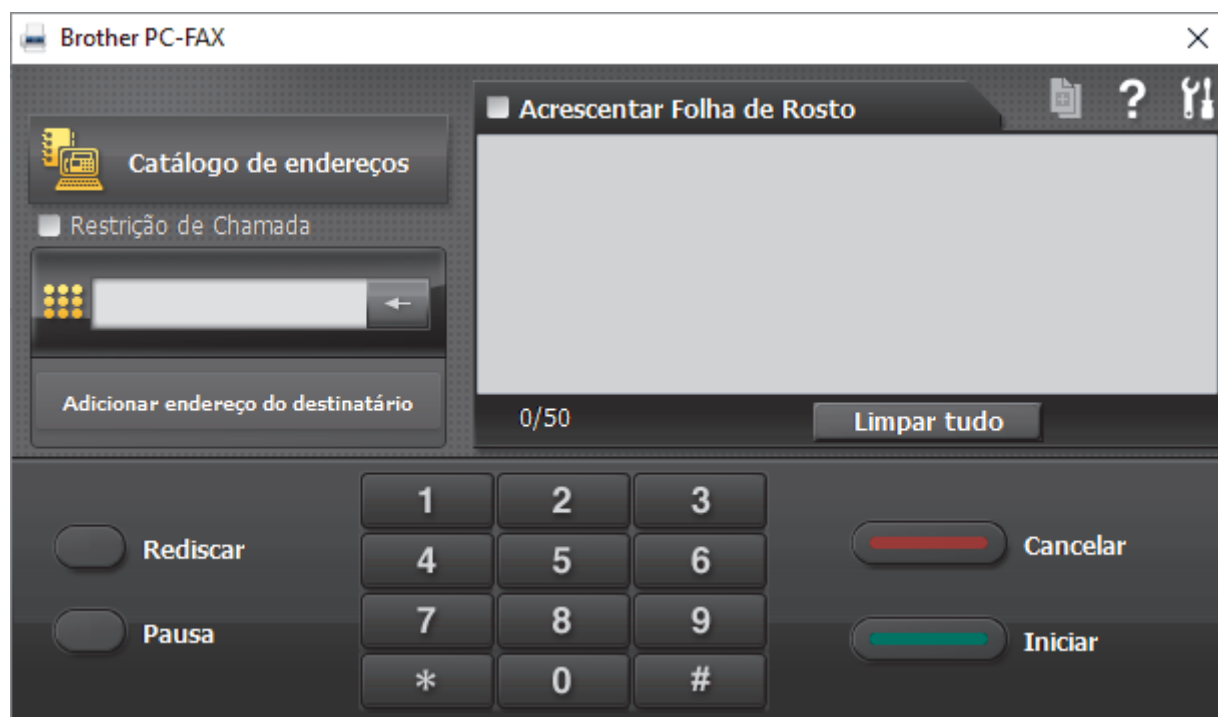 Brother PC-FAX
Catálogo de endereços
Restrição de Chamada
Adicionar endereço do destinatário
Acrescentar Folha de Rosto
?
0/50
Limpar tudo
Rediscar
Pausa
1 2 3
4 5 6
7 8 9
* 0 #
Cancelar
Iniciar